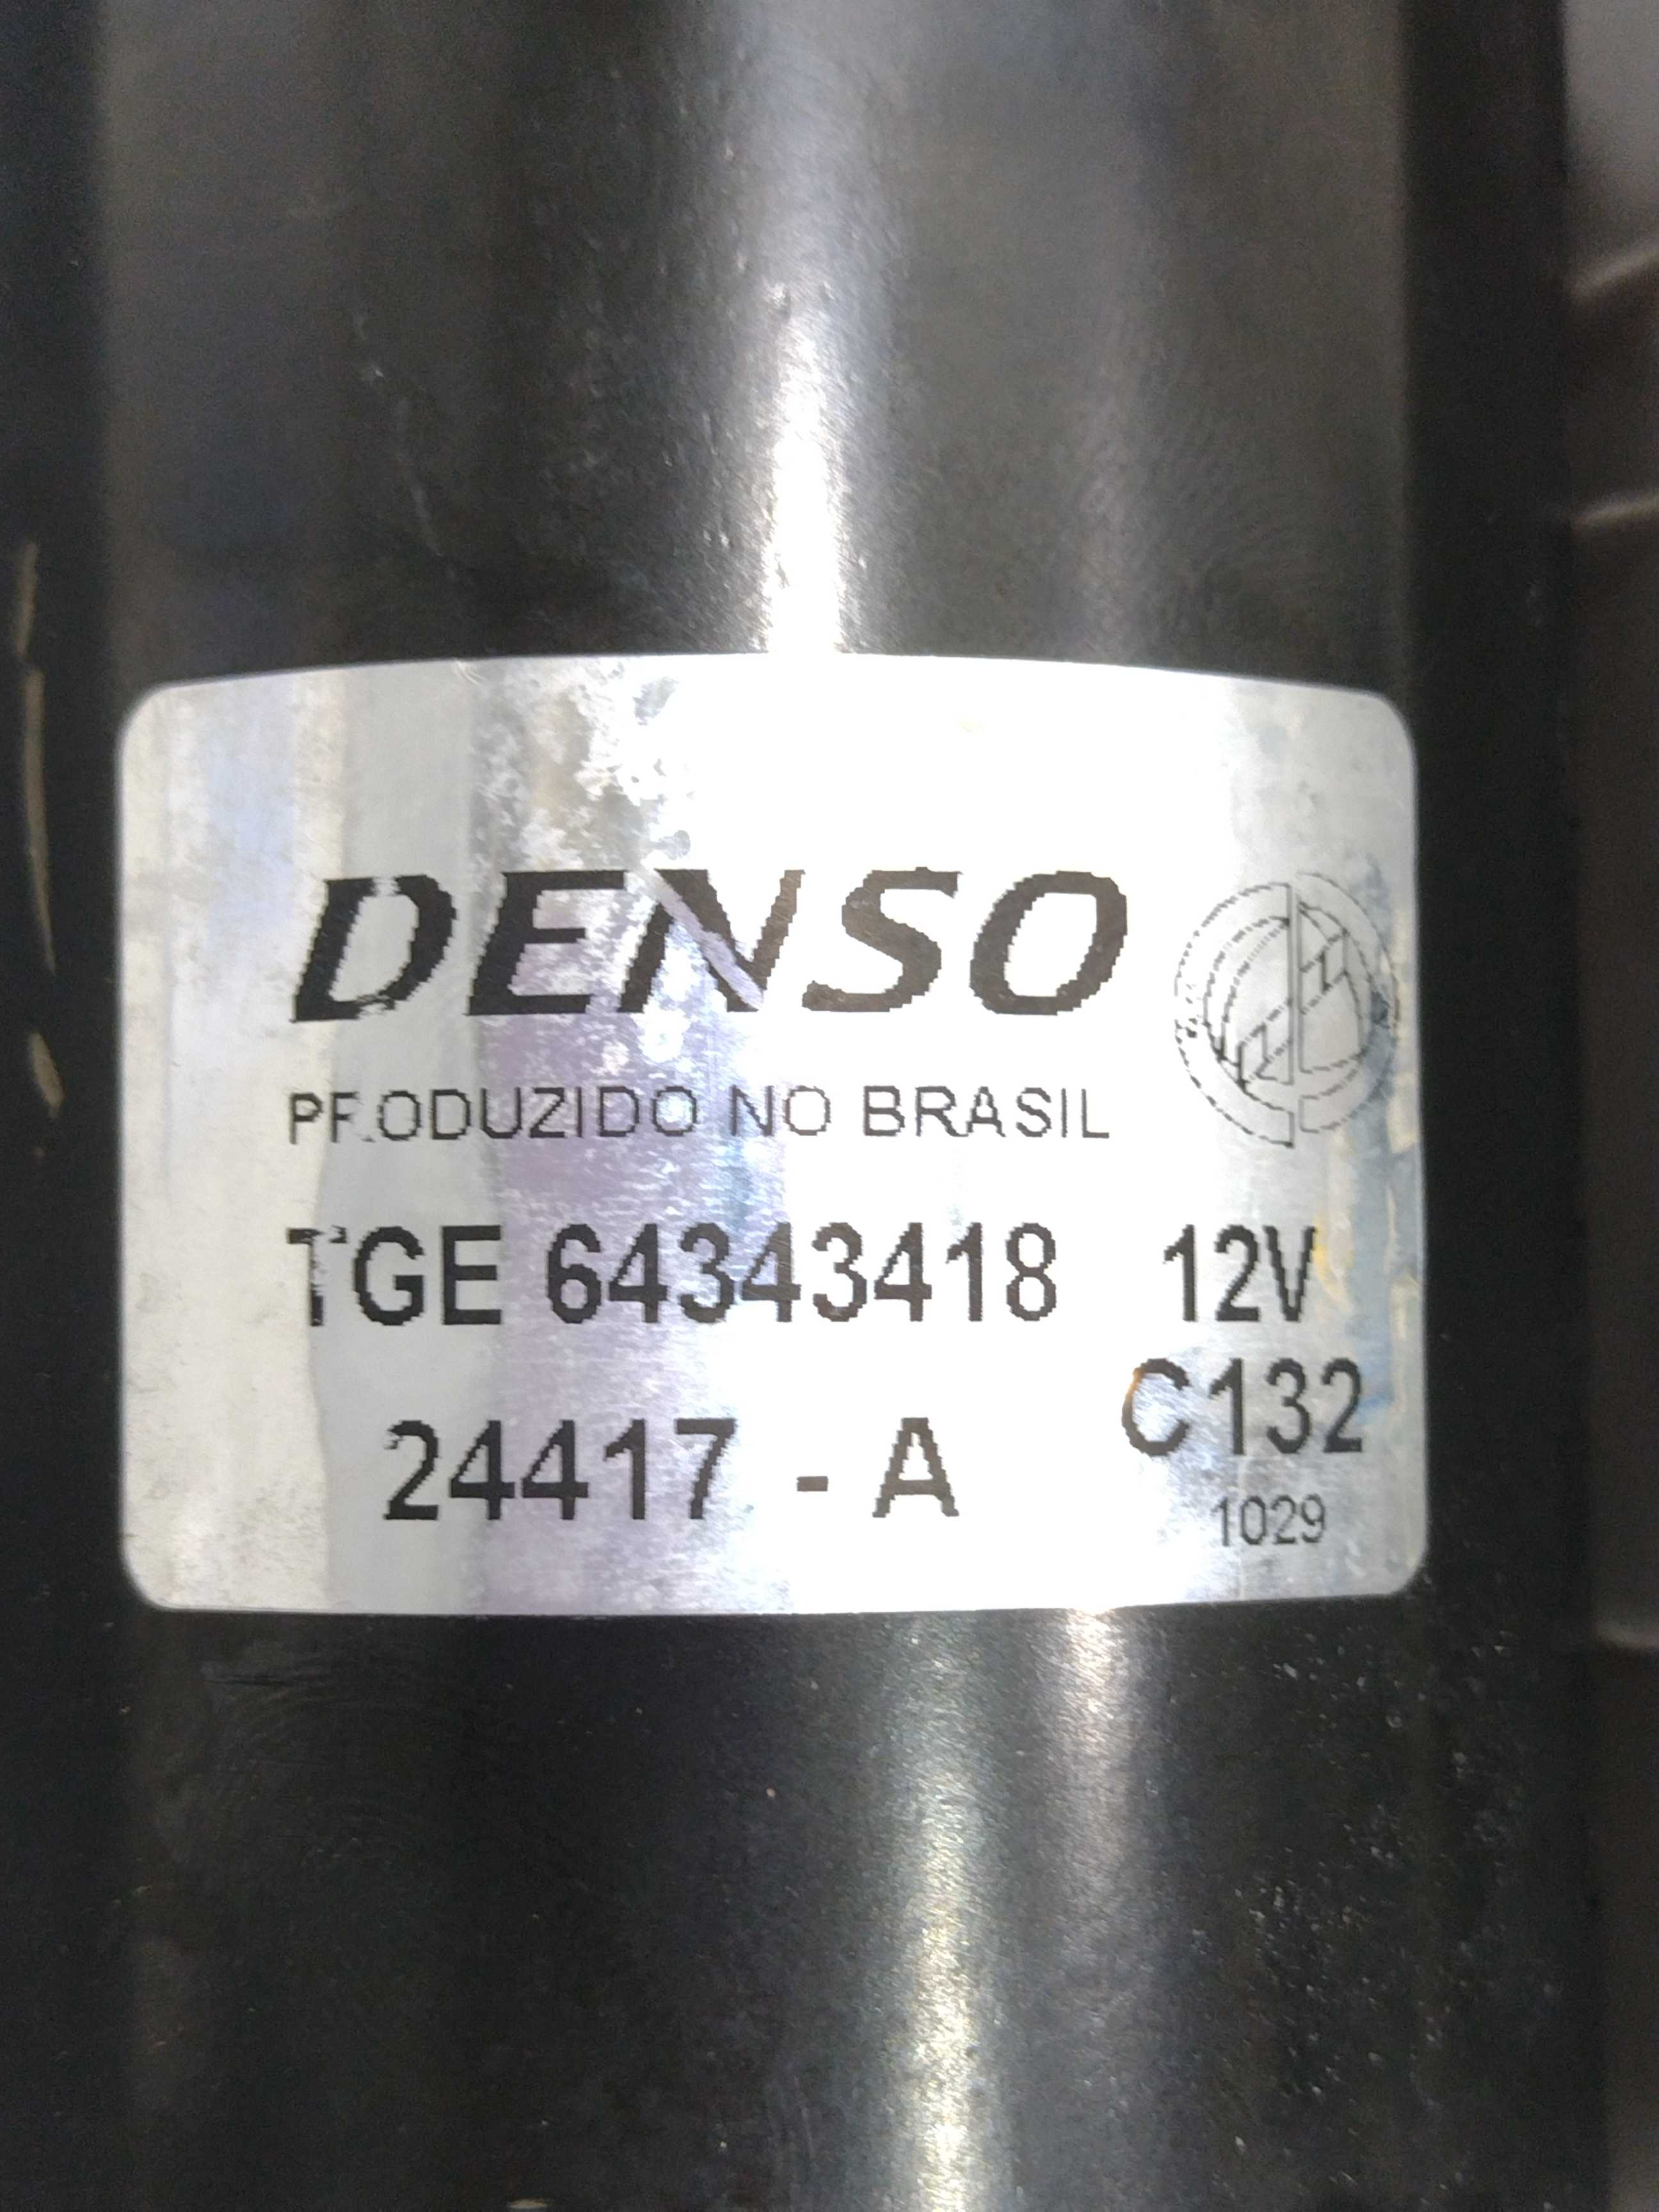 DENSO
PRODUZIDO NO BRASIL
TGE 64343418 12V
C132
24417 - A
1029